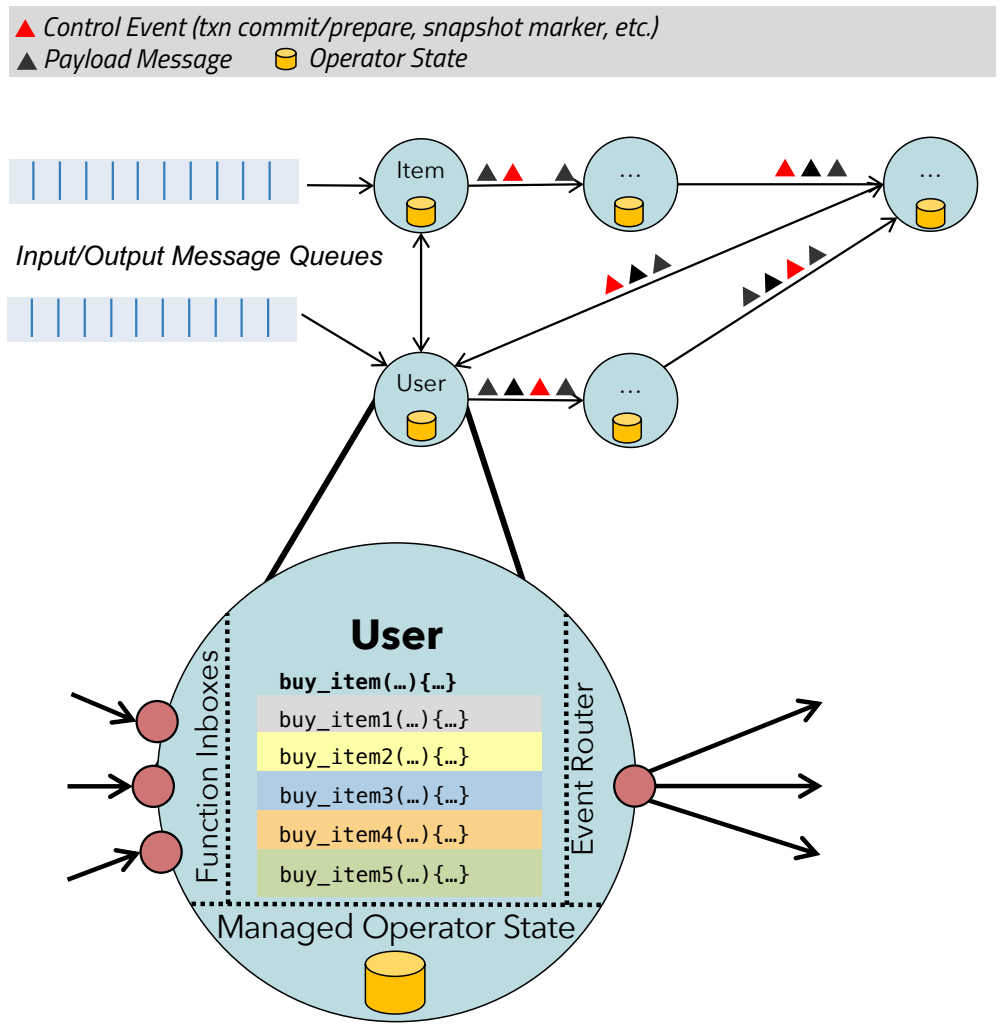 Control Event (txn commit/prepare, snapshot marker, etc.)
Payload Message Operator State
Item
...
...
Input/Output Message Queues
User
...
User
buy_item(…){…}
buy_item1(…){…}
buy_item2(…){…}
buy_item3(…){…}
buy_item4(…){…}
buy_item5(…){…}
Function Inboxes
Event Router
Managed Operator State